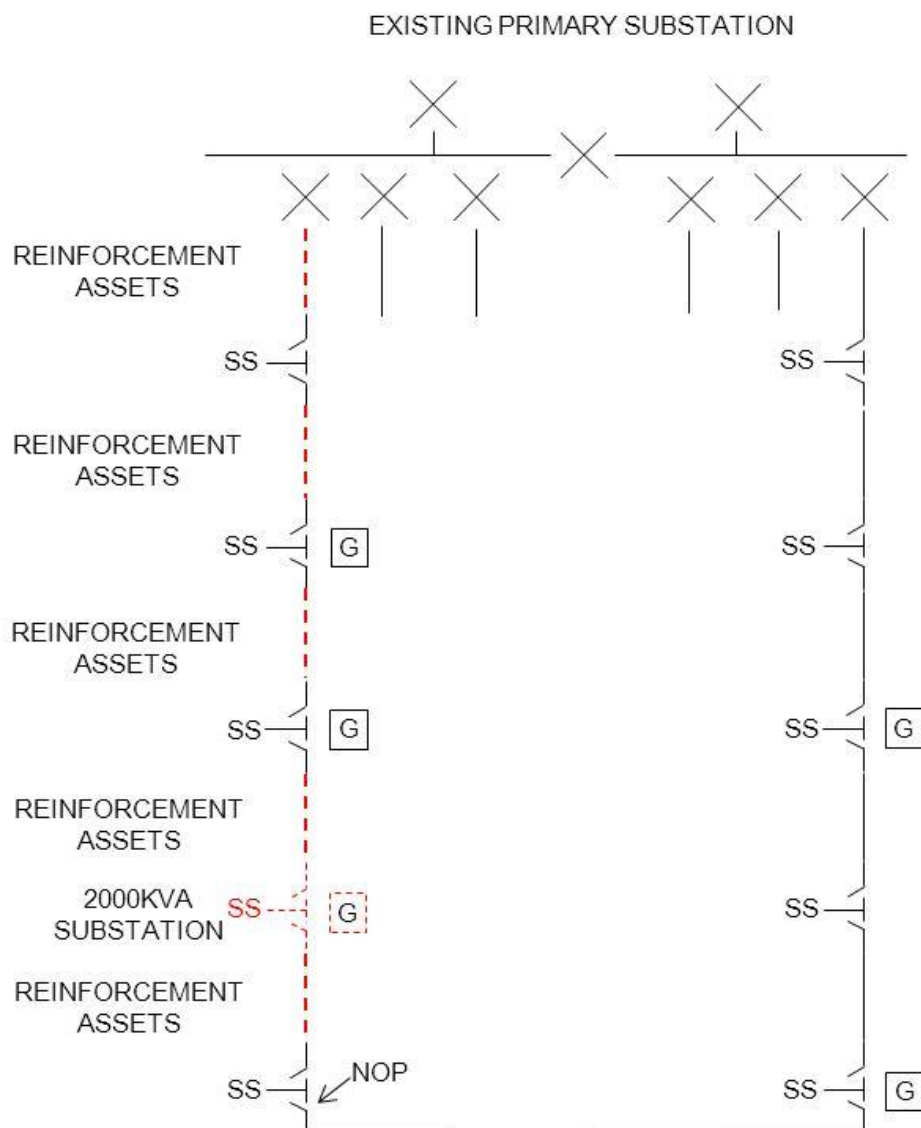 EXISTING PRIMARY SUBSTATION
REINFORCEMENT
ASSETS
SS
SS
REINFORCEMENT
ASSETS
SS
G
SS
REINFORCEMENT
ASSETS
SS
G
SS
G
REINFORCEMENT
ASSETS
2000KVA
SUBSTATION
SS
G
SS
REINFORCEMENT
ASSETS
NOP
SS
SS
G